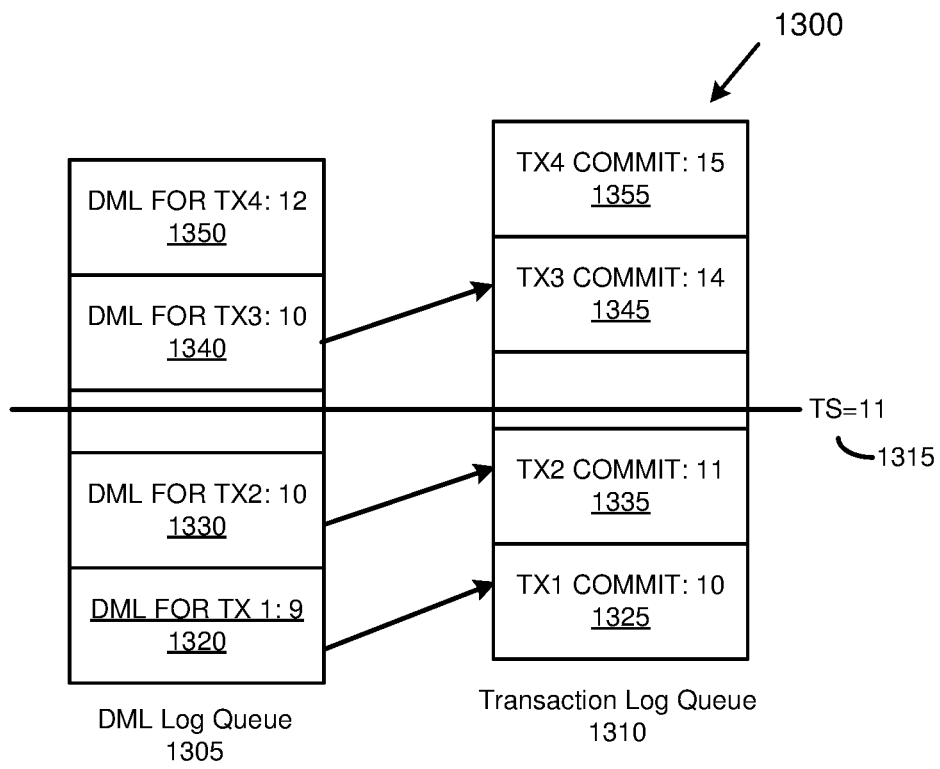 1300
DML FOR TX4: 12
1350
DML FOR TX3: 10
1340
DML FOR TX2: 10
1330
DML FOR TX 1: 9
1320
DML Log Queue
1305
TX4 COMMIT: 15
1355
TX3 COMMIT: 14
1345
TX2 COMMIT: 11
1335
TX1 COMMIT: 10
1325
Transaction Log Queue
1310
TS=11
1315